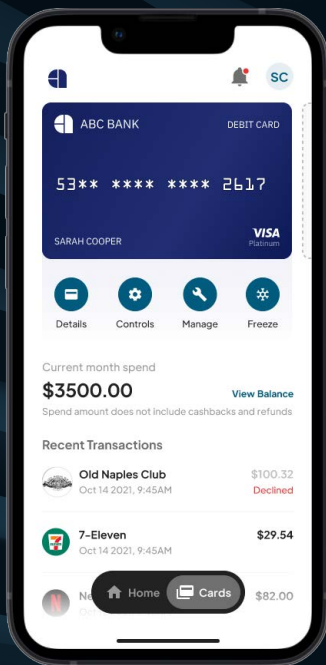 SC
ABC BANK
DEBIT CARD
53** **** **** 2617
SARAH COOPER
VISA
Platinum
Details
Controls
Manage
Freeze
Current month spend
$3500.00
View Balance
Spend amount does not include cashbacks and refunds
Recent Transactions
Old Naples Club
$100.32
Oct 14 2021, 9:45AM
Declined
7-Eleven
$29.54
Oct 14 2021, 9:45AM
Home
Cards
$82.00